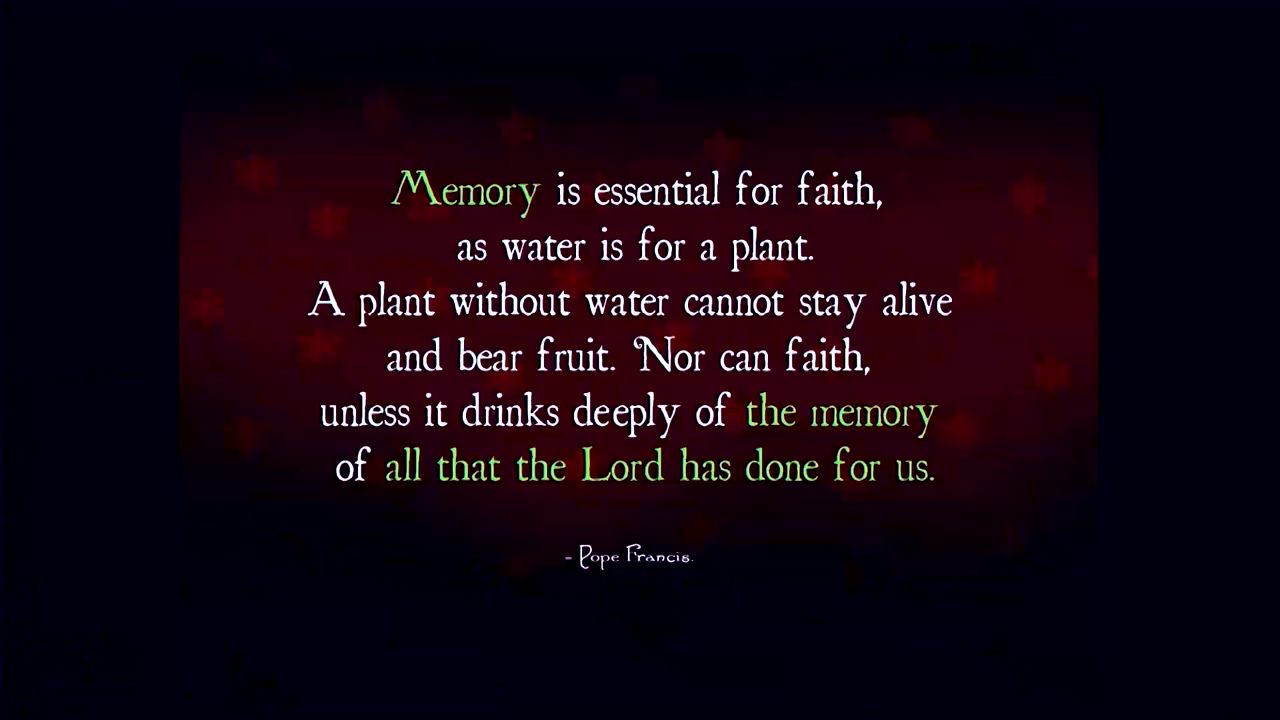 Memory is essential for faith,
as water is for a plant.
A plant without water cannot stay alive
and bear fruit. Nor can faith,
unless it drinks deeply of the memory
of all that the Lord has done for us.
- Pope Francis.